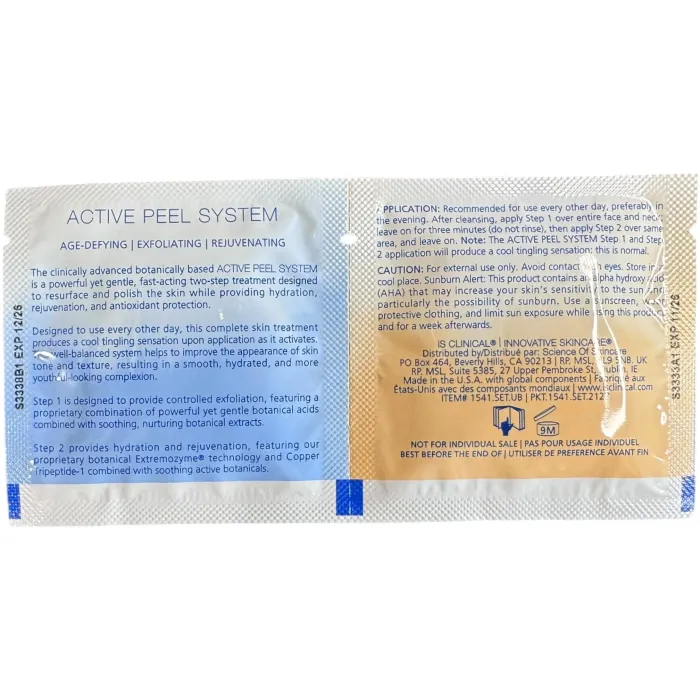 ACTIVE PEEL SYSTEM
AGE-DEFYING | EXFOLIATING | REJUVENATING
The clinically advanced botanically based ACTIVE PEEL SYSTEM
is a powerful yet gentle, fast-acting two-step treatment designed
to resurface and polish the skin while providing hydration,
rejuvenation, and antioxidant protection.
Designed to use every other day, this complete skin treatment
produces a cool tingling sensation upon application as it activates.
well-balanced system helps to improve the appearance of skin
tone and texture, resulting in a smooth, hydrated, and more
youthful-looking complexion.
Step 1 is designed to provide controlled exfoliation, featuring a
proprietary combination of powerful yet gentle botanical acids
combined with soothing, nurturing botanical extracts.
Step 2 provides hydration and rejuvenation, featuring our
proprietary botanical Extremozyme® technology and Copper
Tripeptide-1 combined with soothing active botanicals.
S3338B1 EXP 12/26
APPLICATION: Recommended for use every other day, preferably in
the evening. After cleansing, apply Step 1 over entire face and neck,
leave on for three minutes (do not rinse), then apply Step 2 over same
area, and leave on. Note: The ACTIVE PEEL SYSTEM Step 1 and Step
2 application will produce a cool tingling sensation: this is normal.
CAUTION: For external use only. Avoid contact with eyes. Store in a
cool place. Sunburn Alert: This product contains an alpha hydroxy acid
(AHA) that may increase your skin's sensitivity to the sun and
particularly the possibility of sunburn. Use a sunscreen, wear
protective clothing, and limit sun exposure while using this product
and for a week afterwards.
IS CLINICAL® | INNOVATIVE SKINCARE®
Distributed by/Distribué par: Science Of Skincare
PO Box 464, Beverly Hills, CA 90213 | RP. MSL, SL9 5NB. UK
RP. MSL, Suite 5385, 27 Upper Pembroke St, Dublin, IE
Made in the U.S.A. with global components | Fabriqué aux
États-Unis avec des composants mondiaux | www.isclinical.com
ITEM# 1541.SET.UB | PKT.1541.SET.212
9M
NOT FOR INDIVIDUAL SALE | PAS POUR USAGE INDIVIDUEL
BEST BEFORE THE END OF | UTILISER DE PREFERENCE AVANT FIN
S3333A1 EXP 11/26